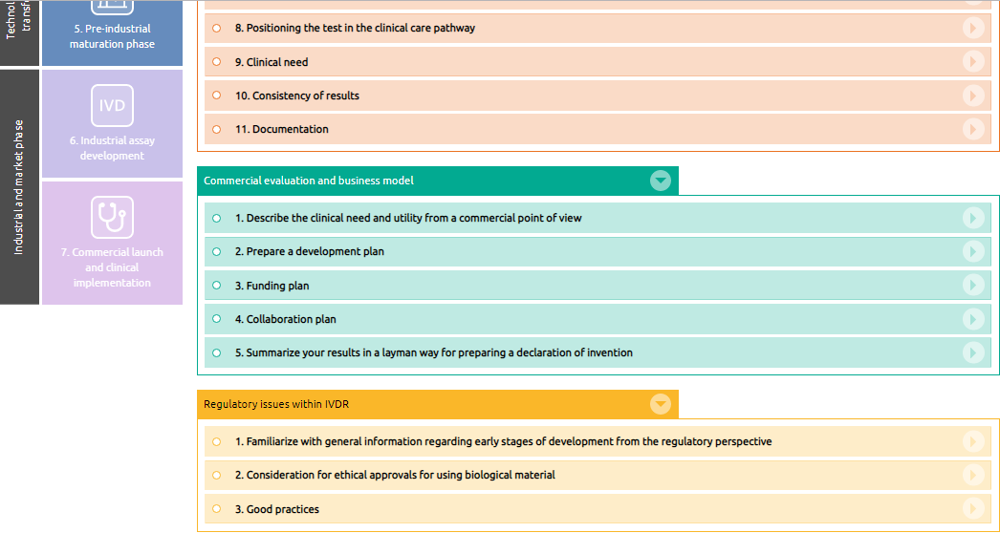 Technol
transf
5. Pre-industrial
maturation phase
Industrial and market phase
IVD
6. Industrial assay
development
7. Commercial launch
and clinical
implementation
8. Positioning the test in the clinical care pathway
9. Clinical need
10. Consistency of results
11. Documentation
Commercial evaluation and business model
1. Describe the clinical need and utility from a commercial point of view
2. Prepare a development plan
3. Funding plan
4. Collaboration plan
5. Summarize your results in a layman way for preparing a declaration of invention
Regulatory issues within IVDR
1. Familiarize with general information regarding early stages of development from the regulatory perspective
2. Consideration for ethical approvals for using biological material
3. Good practices